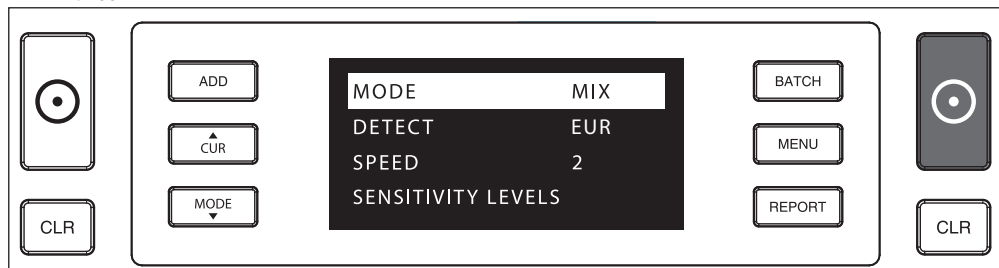 ADD
CUR
MODE
CLR
MODE MIX
DETECT EUR
SPEED 2
SENSITIVITY LEVELS
BATCH
MENU
REPORT
CLR